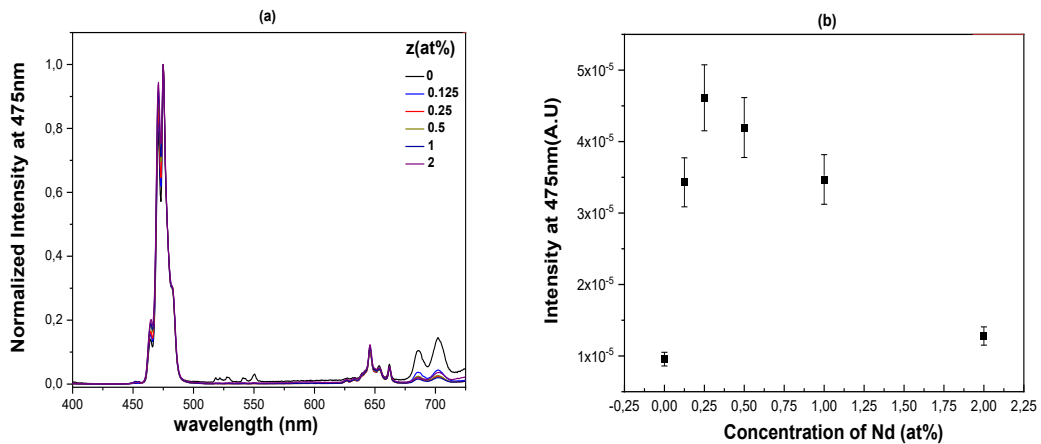 (a)
Normalized Intensity at 475nm
1,0
0,8
0,6
0,4
0,2
0,0
z(at%)
0
0.125
0.25
0.5
1
2
400 450 500 550 600 650 700
wavelength (nm)
(b)
Intensity at 475nm(A.U)
5x10⁻⁵
4x10⁻⁵
3x10⁻⁵
2x10⁻⁵
1x10⁻⁵
-0,25 0,00 0,25 0,50 0,75 1,00 1,25 1,50 1,75 2,00 2,25
Concentration of Nd (at%)